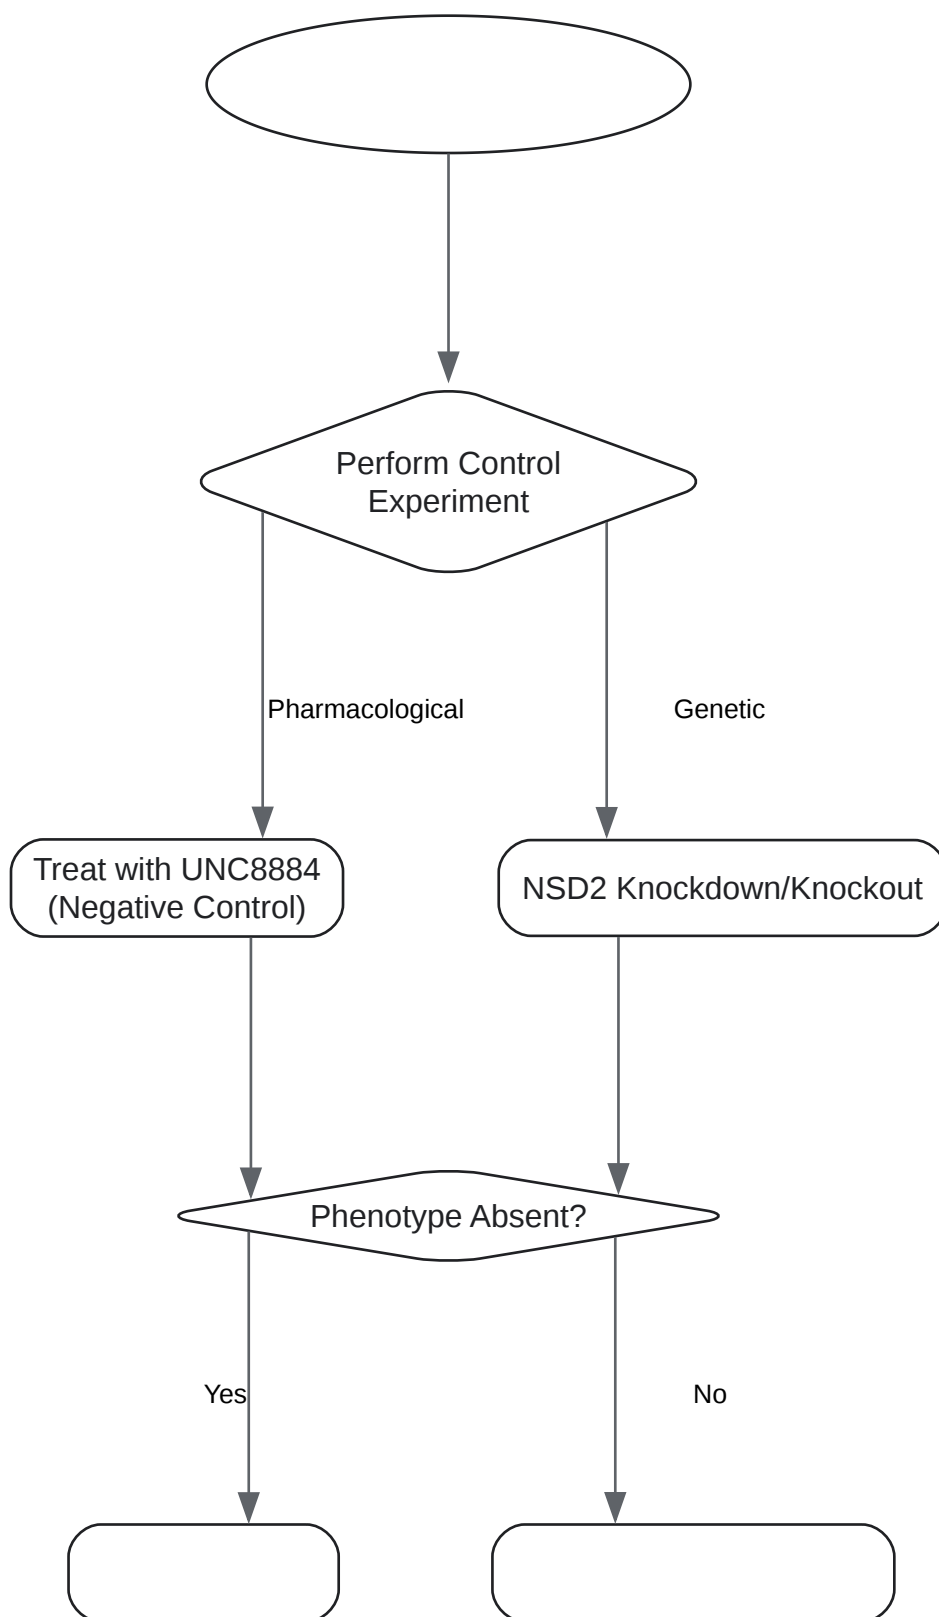 Perform Control
Experiment
Pharmacological
Genetic
Treat with UNC8884
(Negative Control)
NSD2 Knockdown/Knockout
Phenotype Absent?
Yes
No